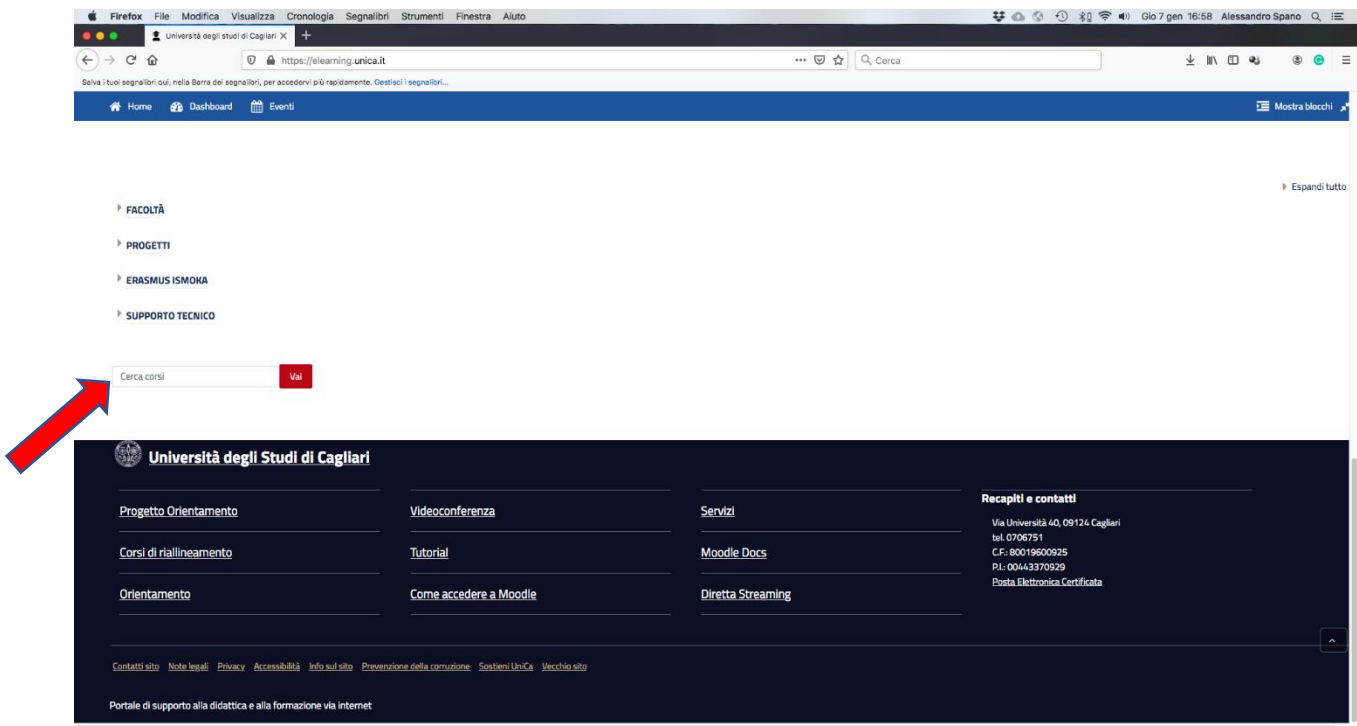 Firefox File Modifica Visualizza Cronologia Segnalibri Strumenti Finestra Aiuto Gio 7 gen 16:58 Alessandro Spano
Università degli studi di Cagliari
https://elearning.unica.it Cerca
Salva i tuoi segnalibri qui, nella Barra dei segnalibri, per accedervi più rapidamente. Gestisci i segnalibri...
Home Dashboard Eventi Mostra blocchi
Espandi tutto
FACOLTÀ
PROGETTI
ERASMUS ISMOKA
SUPPORTO TECNICO
Cerca corsi Vai
Università degli Studi di Cagliari
Progetto Orientamento Videoconferenza Servizi
Corsi di riallineamento Tutorial Moodle Docs
Orientamento Come accedere a Moodle Diretta Streaming
Recapiti e contatti
Via Università 40, 09124 Cagliari
tel. 0706751
C.F.: 80019600925
P.I.: 00443370929
Posta Elettronica Certificata
Contatti sito Note legali Privacy Accessibilità Info sul sito Prevenzione della corruzione Sostieni UniCa Vecchio sito
Portale di supporto alla didattica e alla formazione via internet